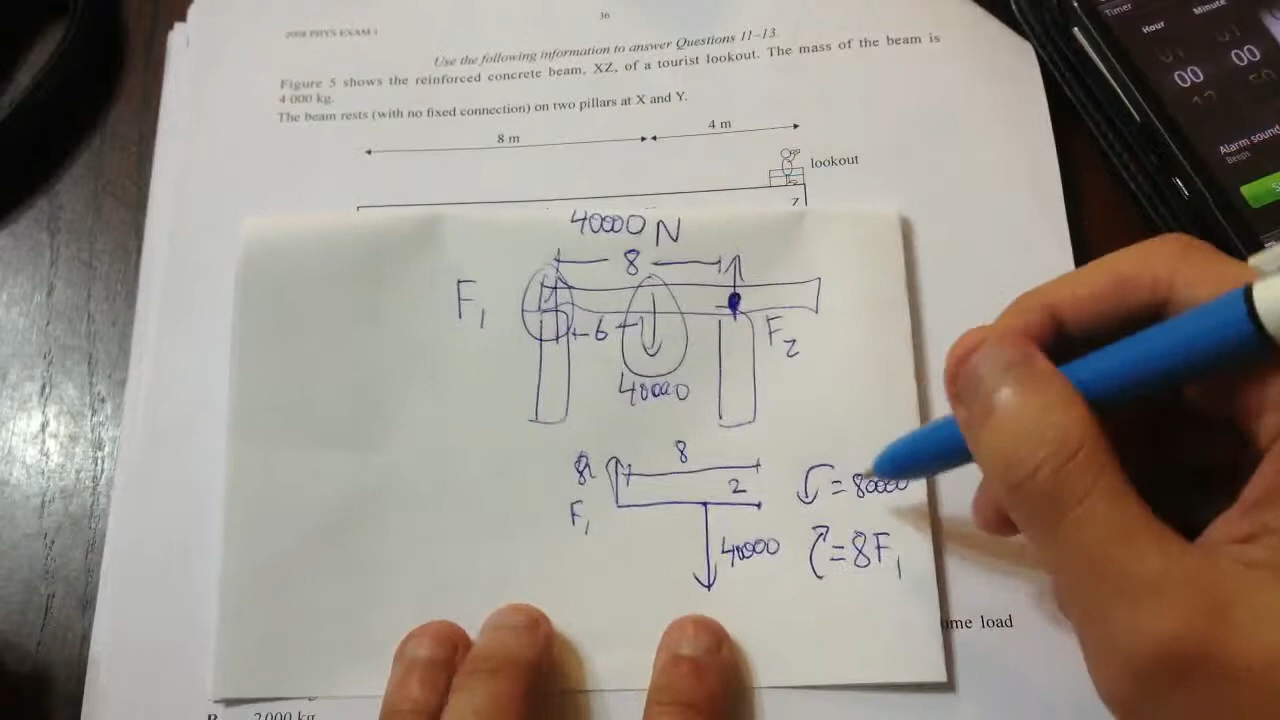 36
2008 PHYS EXAM 1
Use the following information to answer Questions 11–13.
Figure 5 shows the reinforced concrete beam, XZ, of a tourist lookout. The mass of the beam is
4 000 kg.
The beam rests (with no fixed connection) on two pillars at X and Y.
8 m
4 m
lookout
Z
40000 N
8
F1
6
F2
40000
8
2
F1
40000
= 80000
= 8F1
ume load
2000 kg
Timer
Hour
Minute
00
00
Alarm sound
Beeps